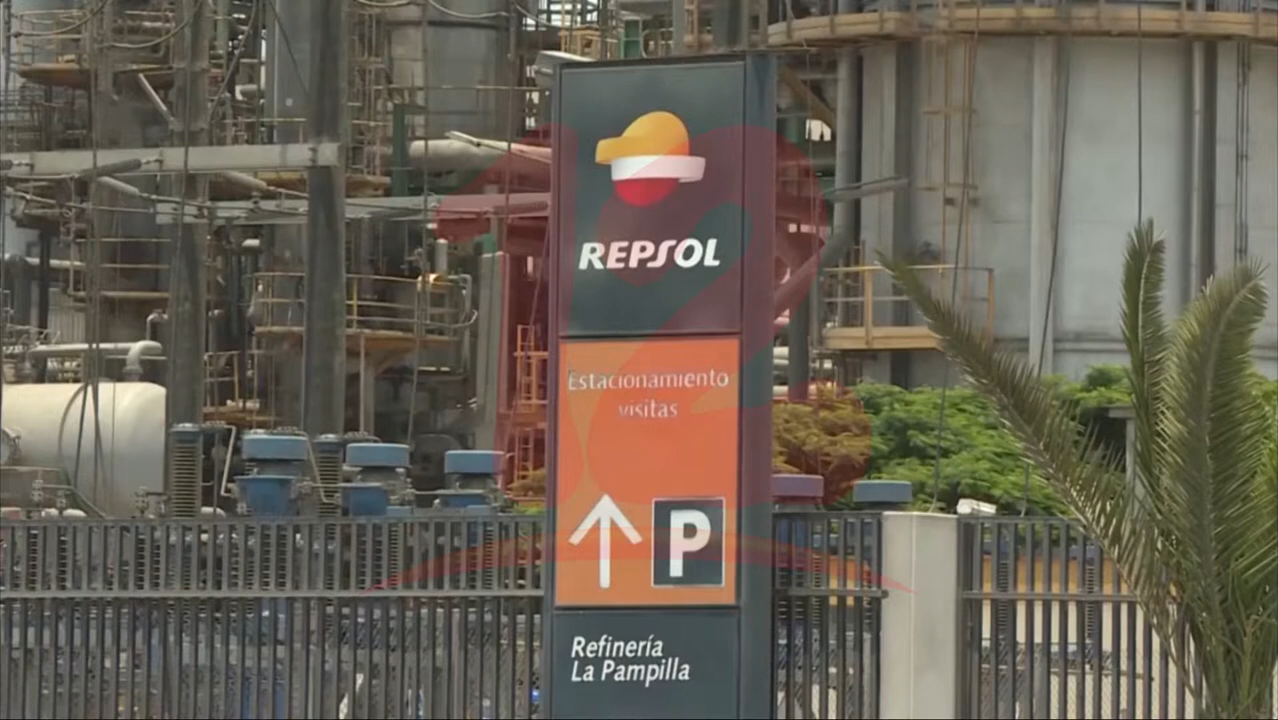 REPSOL
Estacionamiento
visitas
P
Refinería
La Pampilla